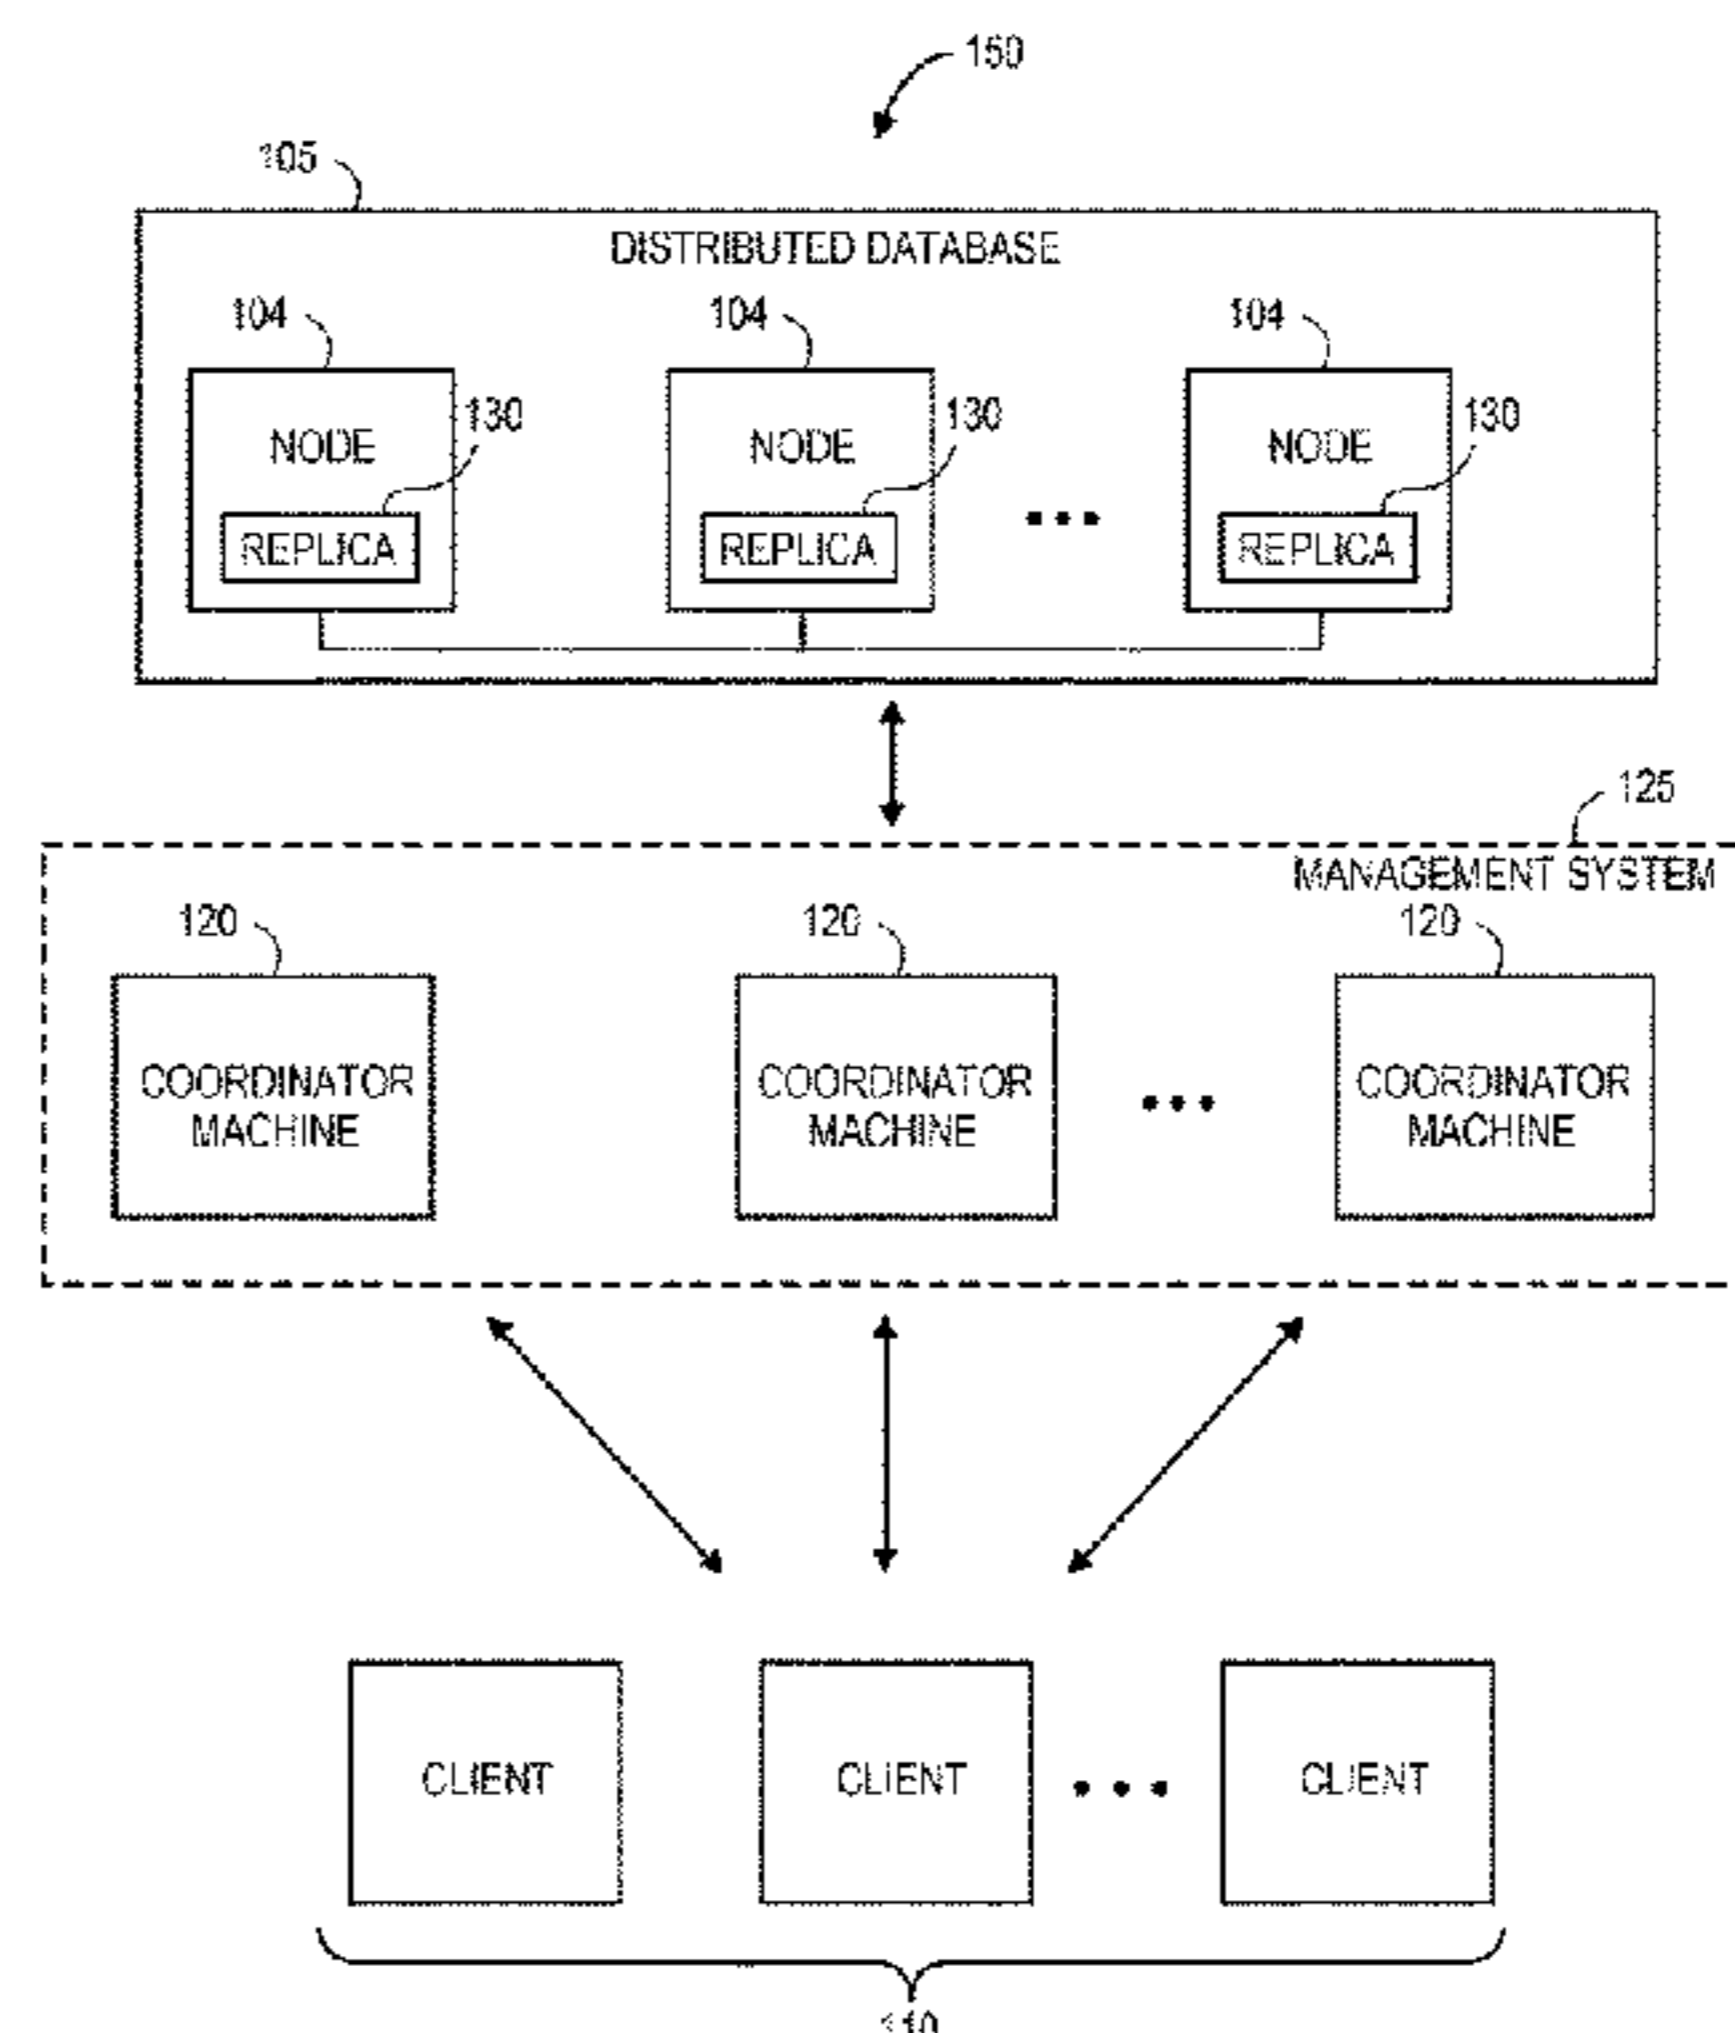 150
105
DISTRIBUTED DATABASE
104 104 104
130 130 130
NODE NODE NODE
REPLICA REPLICA REPLICA
125
MANAGEMENT SYSTEM
120 120 120
COORDINATOR MACHINE
COORDINATOR MACHINE
COORDINATOR MACHINE
CLIENT CLIENT CLIENT
110